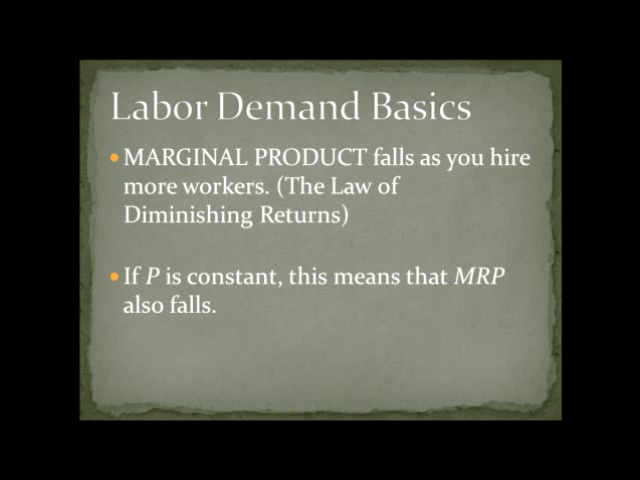 Labor Demand Basics
• MARGINAL PRODUCT falls as you hire
more workers. (The Law of
Diminishing Returns)
• If P is constant, this means that MRP
also falls.